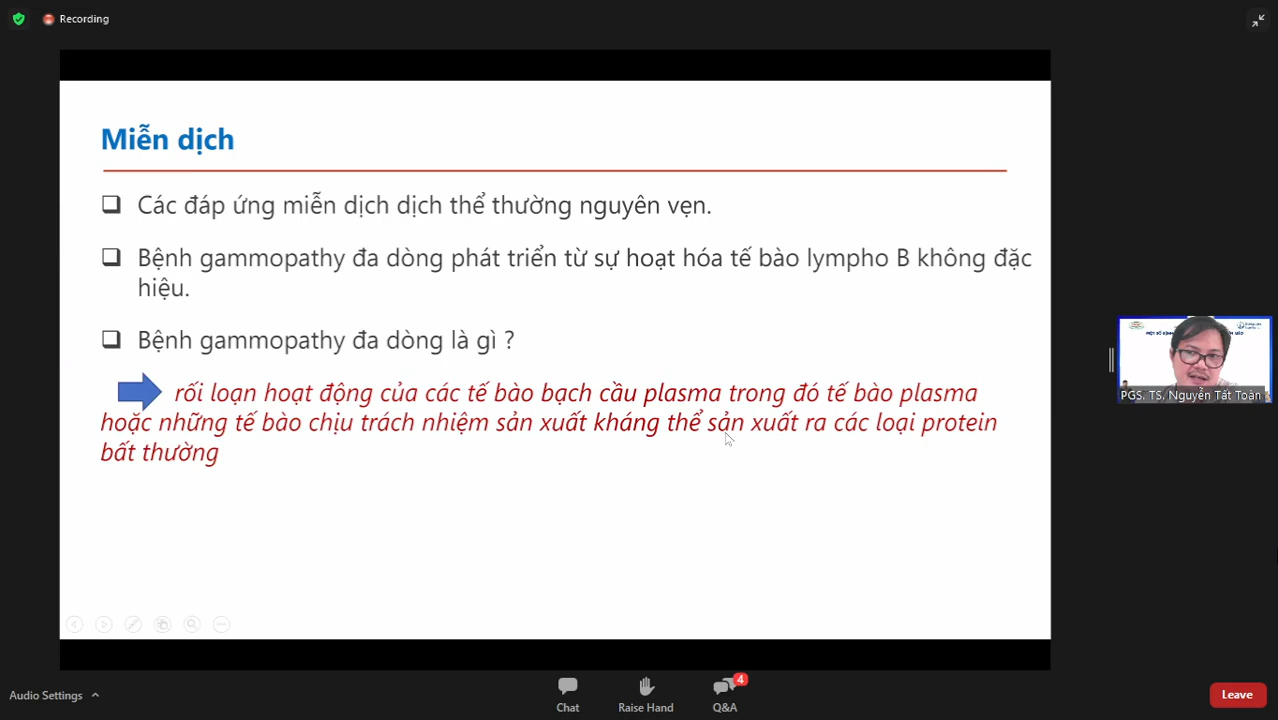 Recording
Miễn dịch
Các đáp ứng miễn dịch dịch thể thường nguyên vẹn.
Bệnh gammopathy đa dòng phát triển từ sự hoạt hóa tế bào lympho B không đặc
hiệu.
Bệnh gammopathy đa dòng là gì ?
rối loạn hoạt động của các tế bào bạch cầu plasma trong đó tế bào plasma
hoặc những tế bào chịu trách nhiệm sản xuất kháng thể sản xuất ra các loại protein
bất thường
PGS. TS. Nguyễn Tất Toàn
Audio Settings
4
Chat
Raise Hand
Q&A
Leave